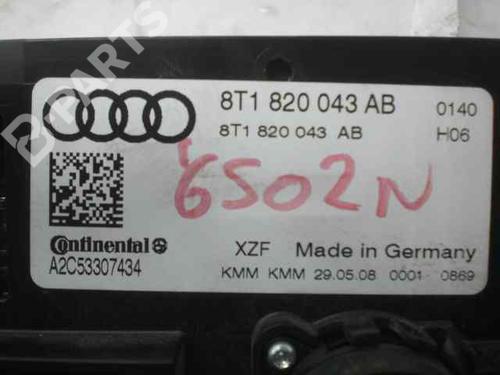 8T1 820 043 AB 0140
8T1 820 043 AB H06
6S02N
Continental
A2C53307434
XZF Made in Germany
KMM KMM 29.05.08 0001 0869